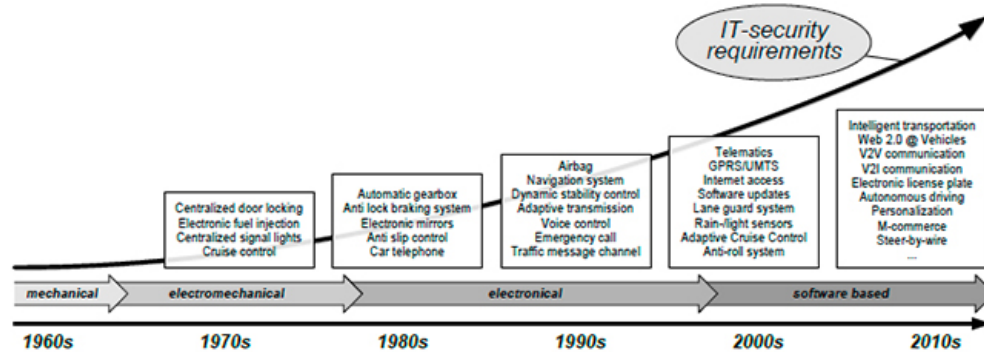 IT-security
requirements
Centralized door locking
Electronic fuel injection
Centralized signal lights
Cruise control
Automatic gearbox
Anti lock braking system
Electronic mirrors
Anti slip control
Car telephone
Airbag
Navigation system
Dynamic stability control
Adaptive transmission
Voice control
Emergency call
Traffic message channel
Telematics
GPRS/UMTS
Internet access
Software updates
Lane guard system
Rain-/light sensors
Adaptive Cruise Control
Anti-roll system
Intelligent transportation
Web 2.0 @ Vehicles
V2V communication
V2I communication
Electronic license plate
Autonomous driving
Personalization
M-commerce
Steer-by-wire
...
mechanical
electromechanical
electronical
software based
1960s
1970s
1980s
1990s
2000s
2010s